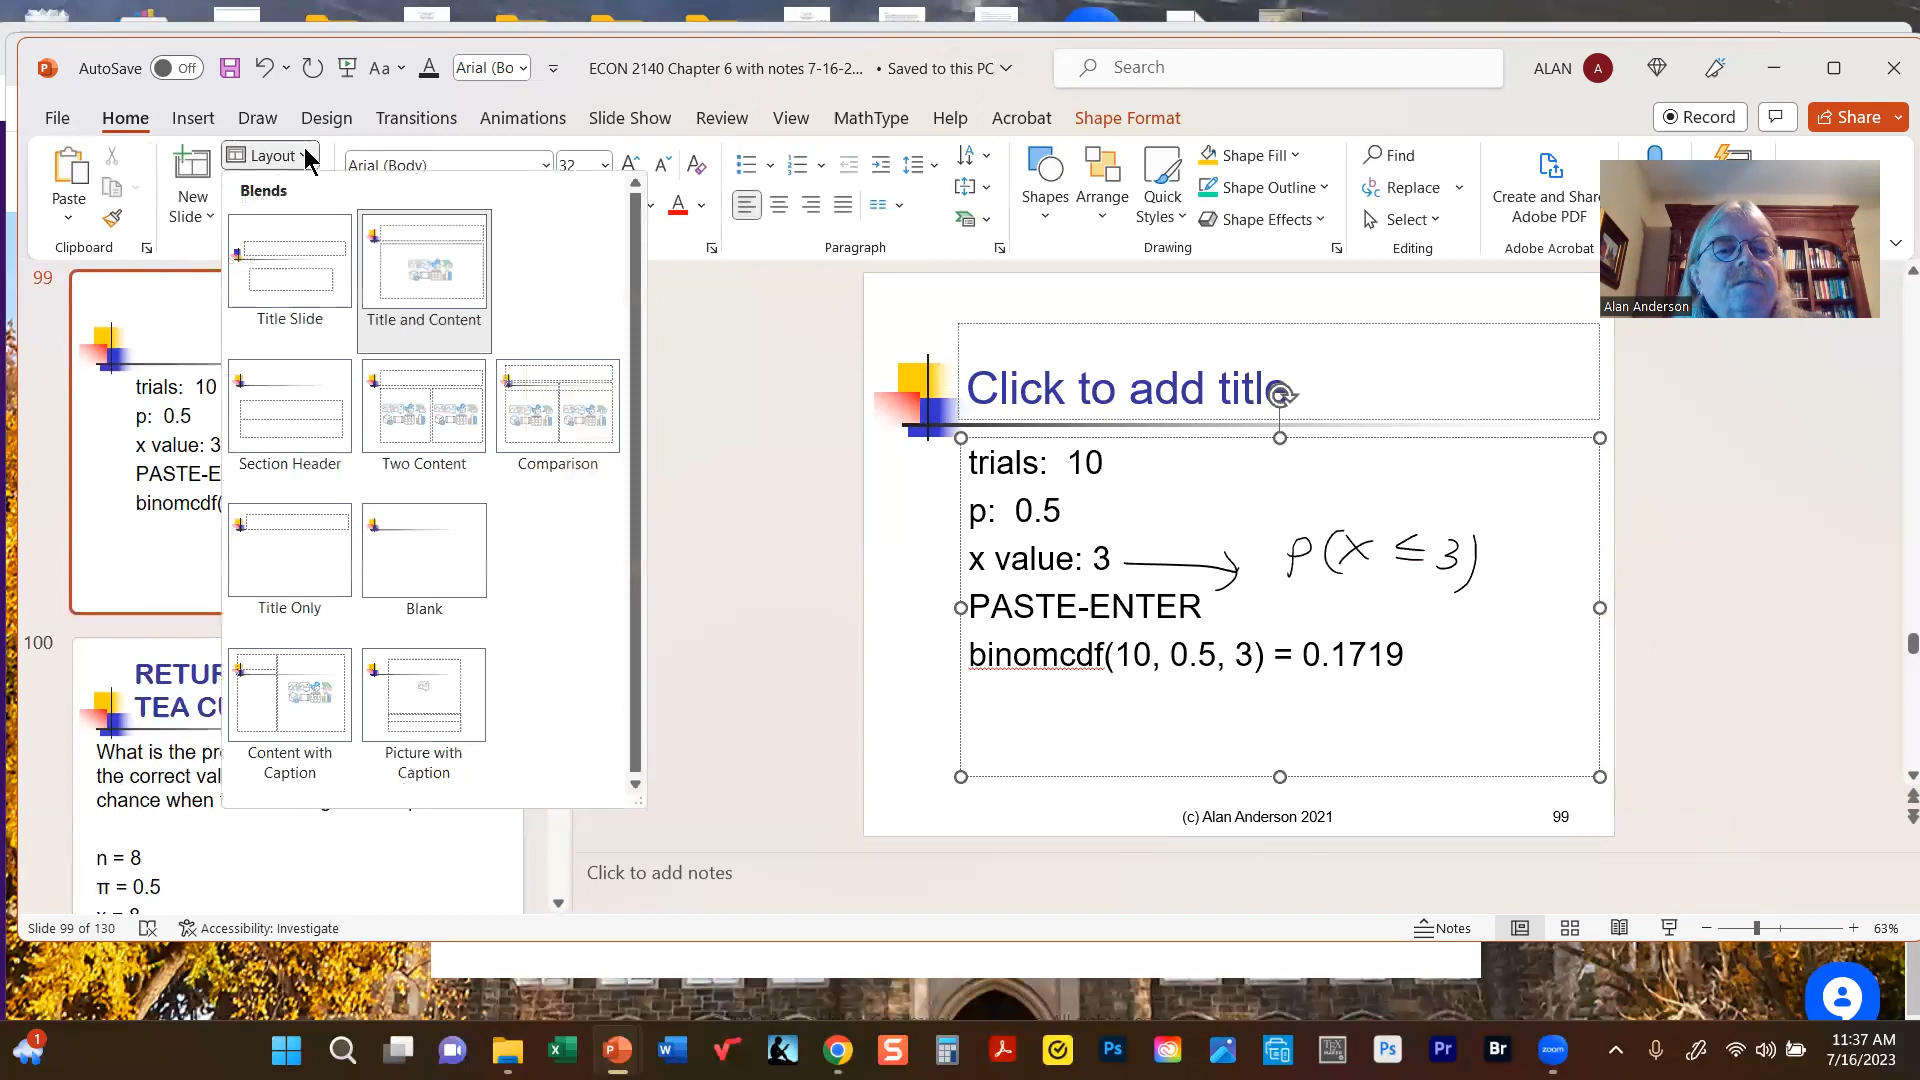 AutoSave Off Aa A Arial (Bo ECON 2140 Chapter 6 with notes 7-16-2... • Saved to this PC Search ALAN A
File Home Insert Draw Design Transitions Animations Slide Show Review View MathType Help Acrobat Shape Format Record Share
Paste
Clipboard
New
Slide
Layout
Arial (Body) 32
Paragraph
Shapes
Arrange
Quick
Styles
Shape Fill
Shape Outline
Shape Effects
Drawing
Find
Replace
Select
Editing
Create and Share
Adobe PDF
Adobe Acrobat
Alan Anderson
Blends
Title Slide
Title and Content
Section Header
Two Content
Comparison
Title Only
Blank
Content with
Caption
Picture with
Caption
99
trials: 10
p: 0.5
x value: 3
PASTE-E
binomcdf(
100
RETUR
TEA CU
What is the pr
the correct val
chance when
n = 8
π = 0.5
Click to add title
trials: 10
p: 0.5
x value: 3 P(X ≤ 3)
PASTE-ENTER
binomcdf(10, 0.5, 3) = 0.1719
(c) Alan Anderson 2021
99
Click to add notes
Slide 99 of 130 Accessibility: Investigate Notes 63%
1
W
S
Ps
Ps
Pr
Br
zoom
11:37 AM
7/16/2023